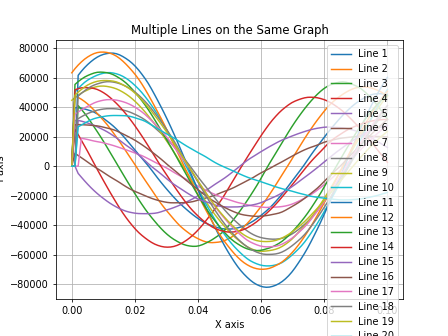 Multiple Lines on the Same Graph
80000
60000
40000
20000
0
−20000
−40000
−60000
−80000
0.00
0.02
0.04
0.06
0.08
X axis
Line 1
Line 2
Line 3
Line 4
Line 5
Line 6
Line 7
Line 8
Line 9
Line 10
Line 11
Line 12
Line 13
Line 14
Line 15
Line 16
Line 17
Line 18
Line 19
Line 20